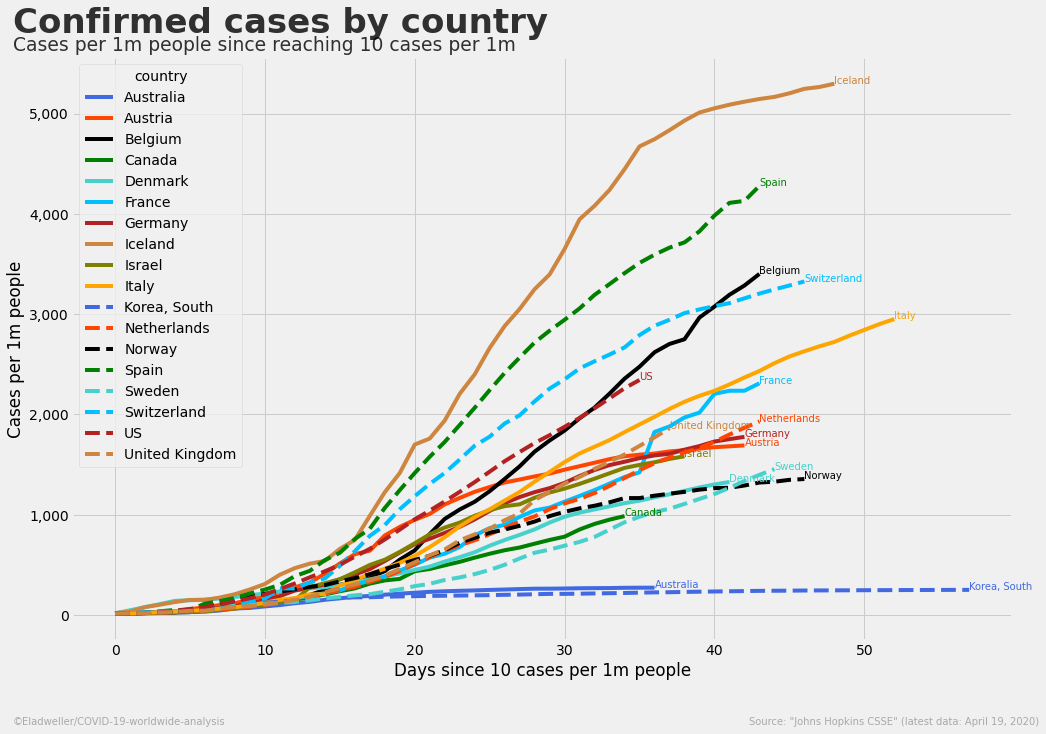 Confirmed cases by country
Cases per 1m people since reaching 10 cases per 1m
country
Australia
Austria
Belgium
Canada
Denmark
France
Germany
Iceland
Israel
Italy
Korea, South
Netherlands
Norway
Spain
Sweden
Switzerland
US
United Kingdom
Cases per 1m people
5,000
4,000
3,000
2,000
1,000
0
Iceland
Spain
Belgium
Switzerland
Italy
US
France
Netherlands
United Kingdom
Germany
Austria
Israel
Sweden
Denmark
Norway
Canada
Australia
Korea, South
0 10 20 30 40 50
Days since 10 cases per 1m people
©Eladweller/COVID-19-worldwide-analysis
Source: "Johns Hopkins CSSE" (latest data: April 19, 2020)